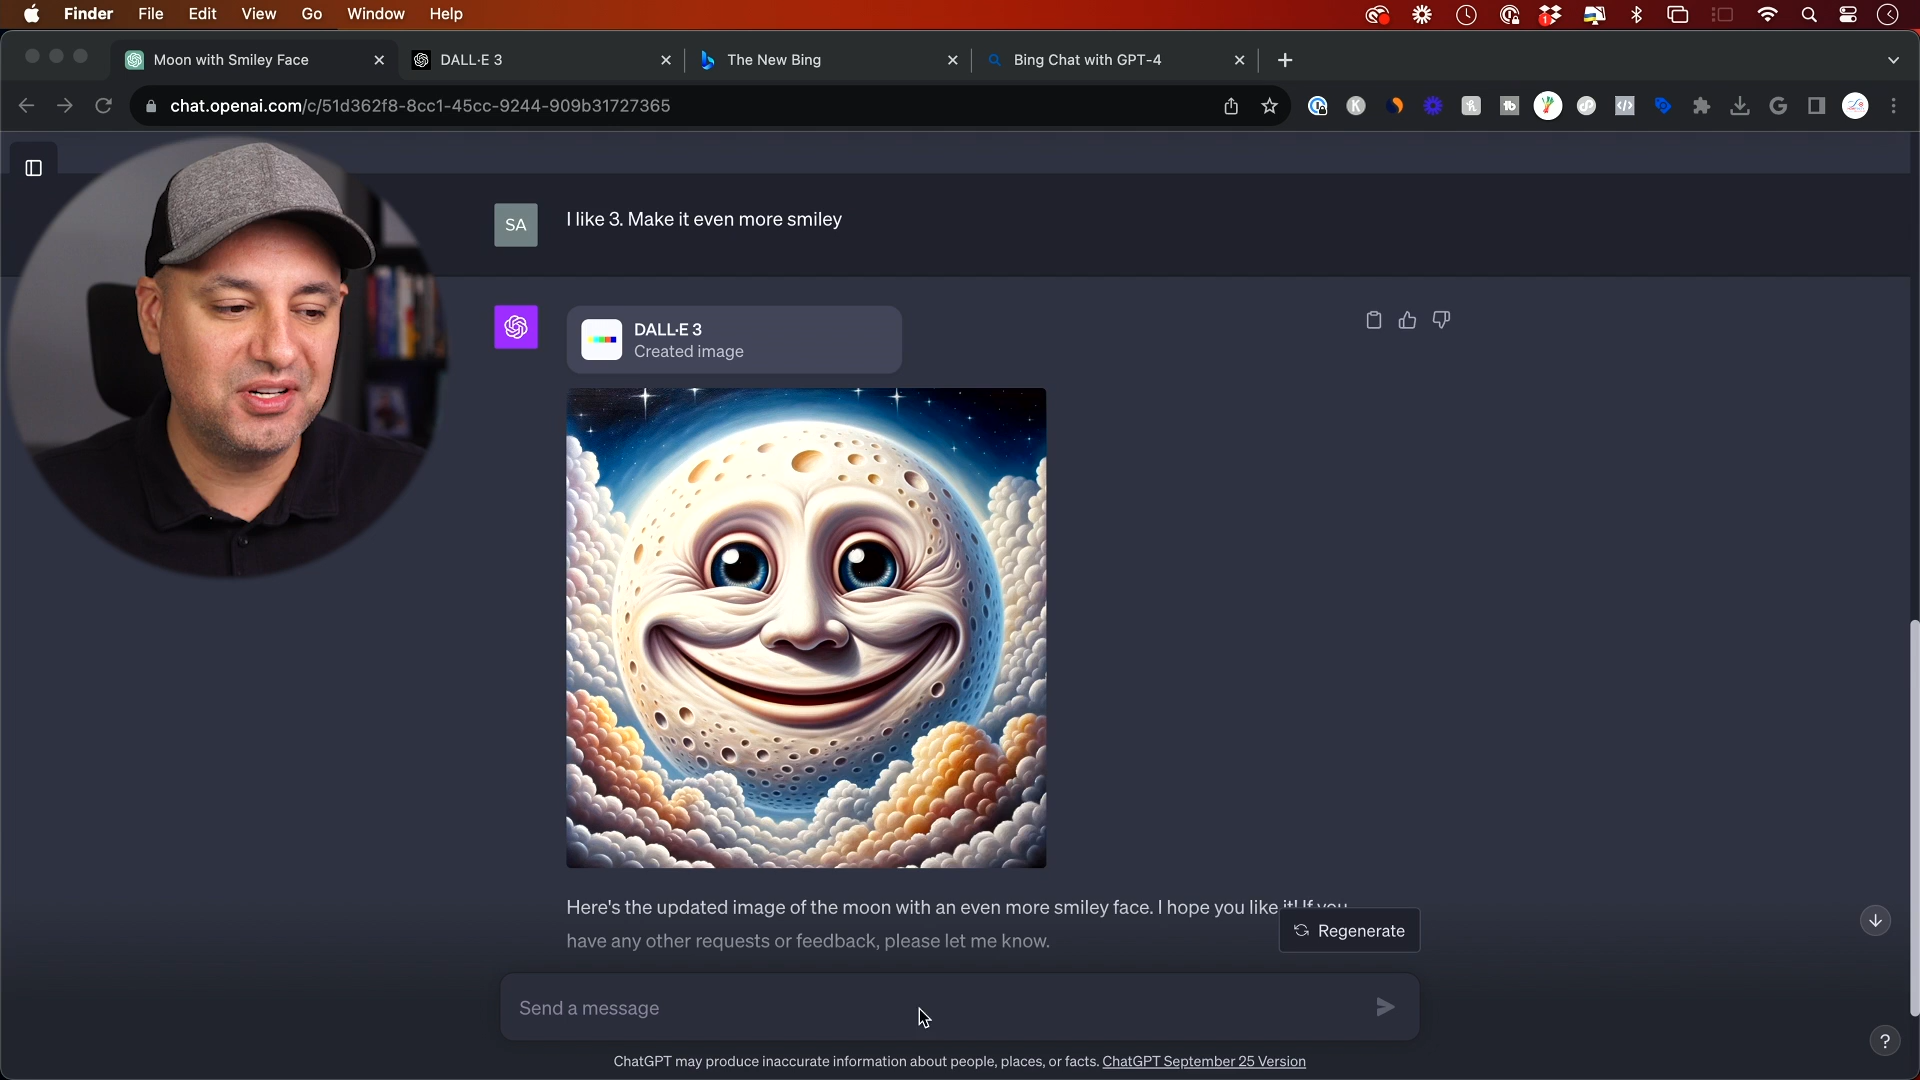 Finder File Edit View Go Window Help
Moon with Smiley Face
DALL·E 3
The New Bing
Bing Chat with GPT-4
chat.openai.com/c/51d362f8-8cc1-45cc-9244-909b31727365
SA
I like 3. Make it even more smiley
DALL·E 3
Created image
Here's the updated image of the moon with an even more smiley face. I hope you like it! If you
have any other requests or feedback, please let me know.
Regenerate
Send a message
ChatGPT may produce inaccurate information about people, places, or facts. ChatGPT September 25 Version
?